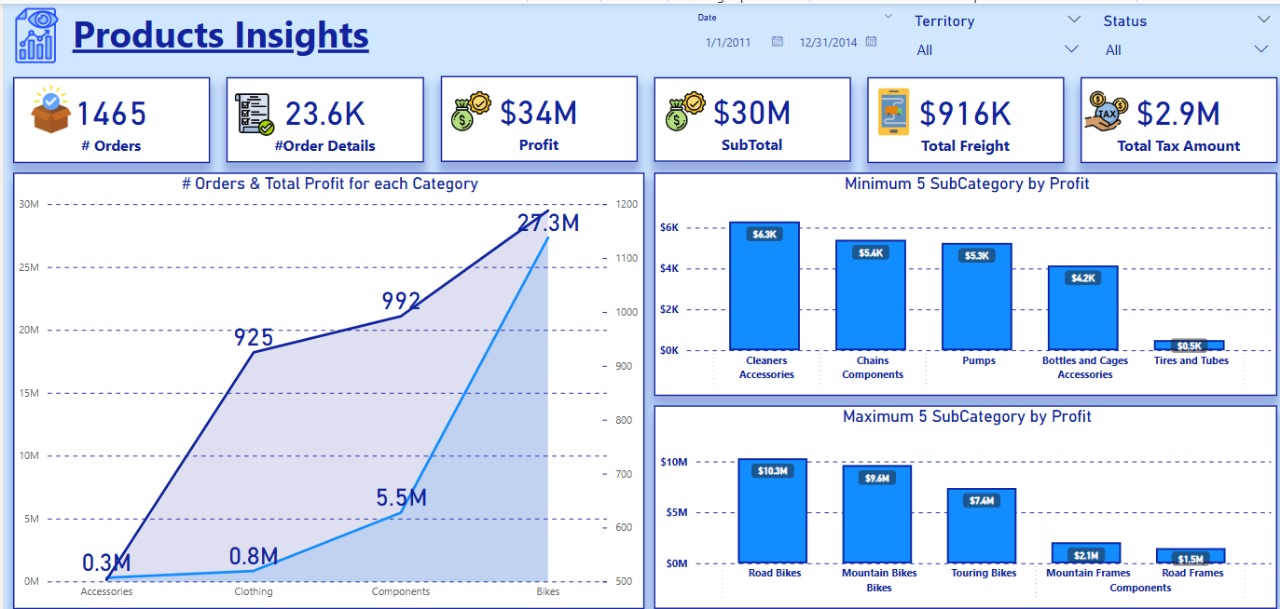 Products Insights
Date
1/1/2011 12/31/2014
Territory
All
Status
All
1465
# Orders
23.6K
#Order Details
$34M
Profit
$30M
SubTotal
$916K
Total Freight
TAX
$2.9M
Total Tax Amount
# Orders & Total Profit for each Category
30M
25M
20M
15M
10M
5M
0M
1200
1100
1000
900
800
700
600
500
0.3M
925
0.8M
992
5.5M
27.3M
Accessories Clothing Components Bikes
Minimum 5 SubCategory by Profit
$6K
$4K
$2K
$0K
$6.3K
$5.4K
$5.3K
$4.2K
$0.5K
Cleaners Chains Pumps Bottles and Cages Tires and Tubes
Accessories Components Accessories
Maximum 5 SubCategory by Profit
$10M
$5M
$0M
$10.3M
$9.6M
$7.4M
$2.1M
$1.5M
Road Bikes Mountain Bikes Touring Bikes Mountain Frames Road Frames
Bikes Components